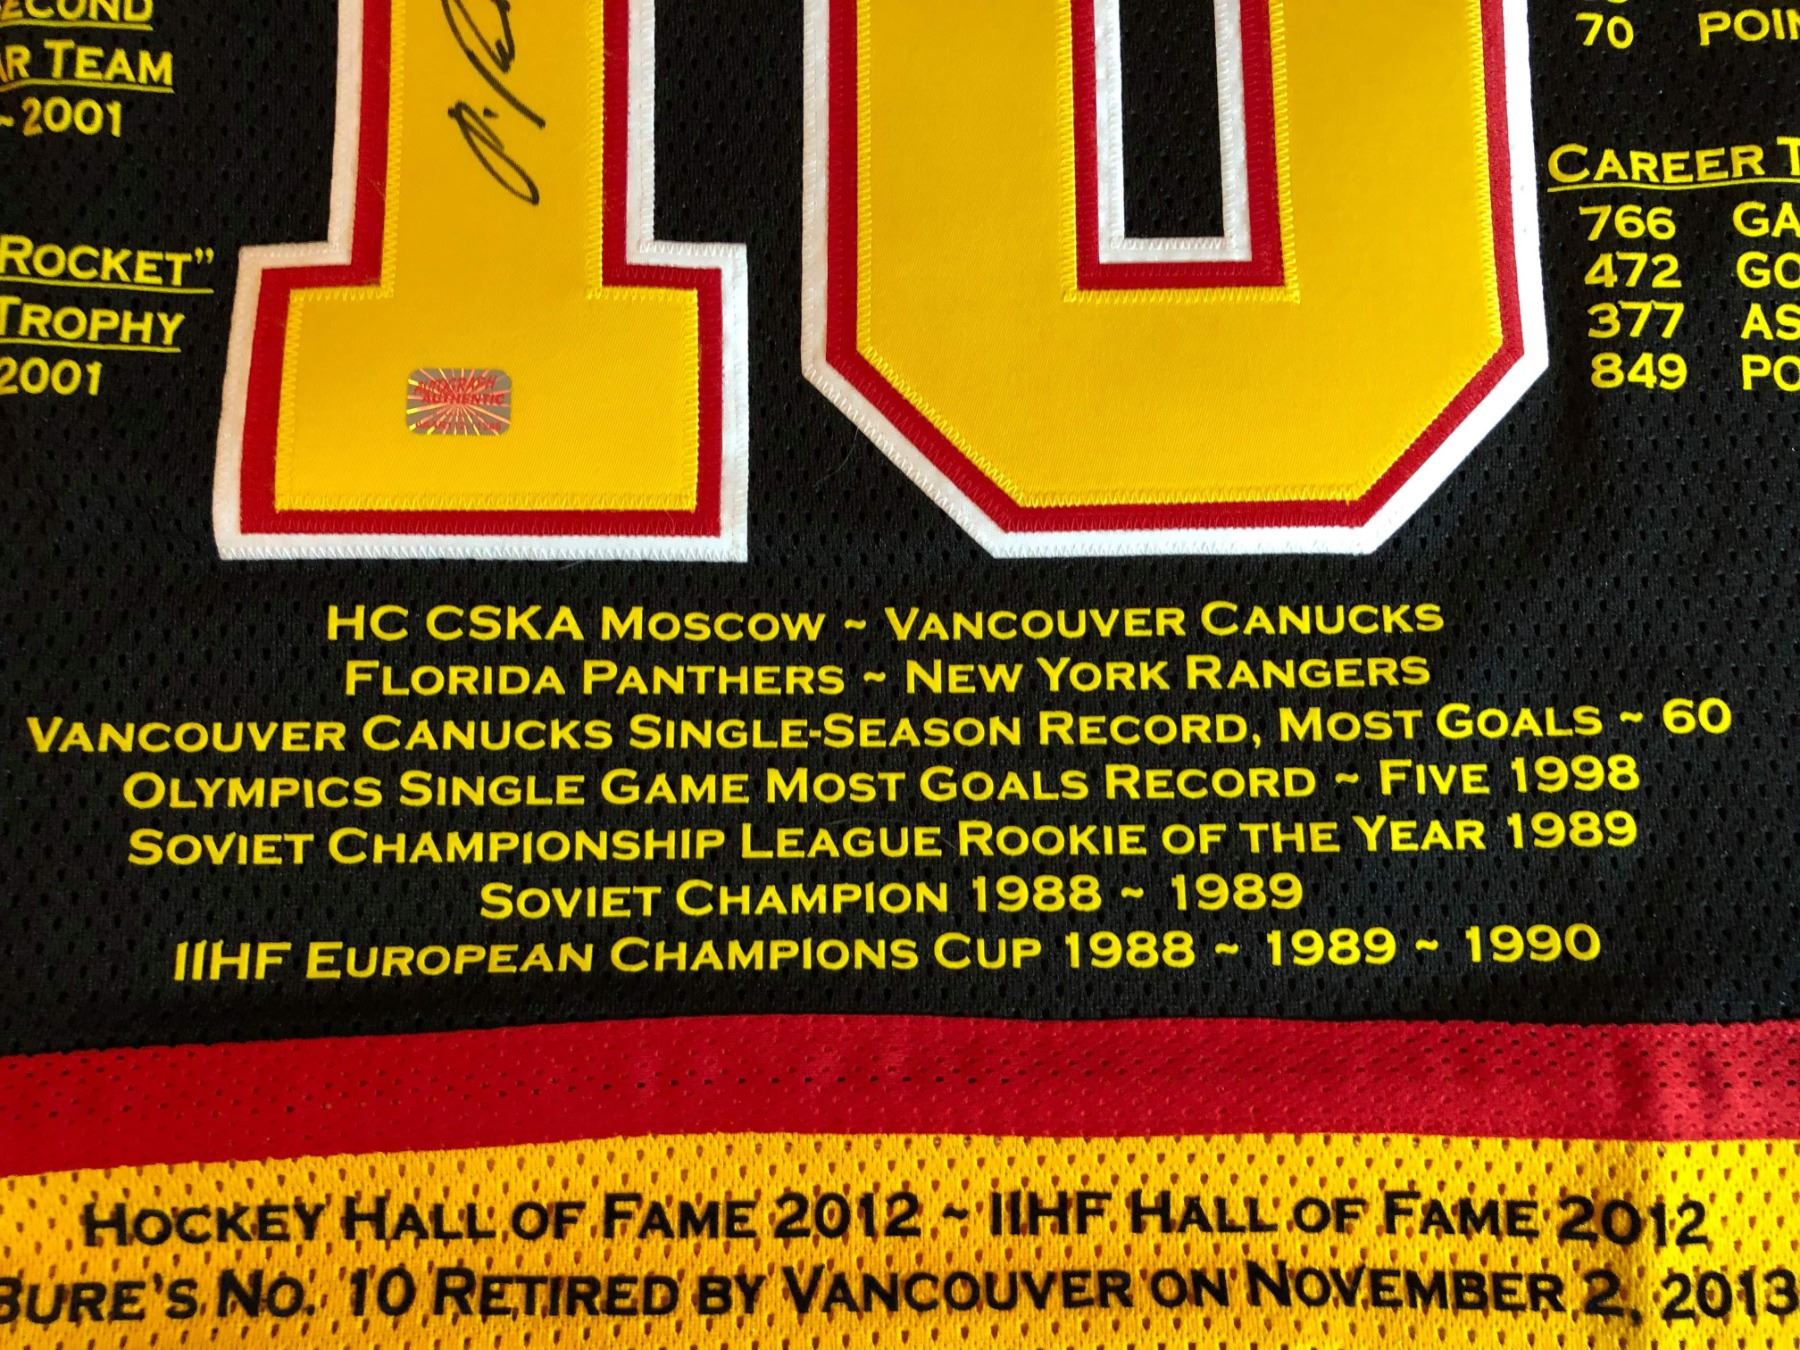 ECOND
AR TEAM
~2001
ROCKET”
TROPHY
2001
10
AUTOGRAPH
AUTHENTIC
70 POIN
CAREER T
766 GA
472 GO
377 AS
849 PO
HC CSKA MOSCOW ~ VANCOUVER CANUCKS
FLORIDA PANTHERS ~ NEW YORK RANGERS
VANCOUVER CANUCKS SINGLE-SEASON RECORD, MOST GOALS ~ 60
OLYMPICS SINGLE GAME MOST GOALS RECORD ~ FIVE 1998
SOVIET CHAMPIONSHIP LEAGUE ROOKIE OF THE YEAR 1989
SOVIET CHAMPION 1988 ~ 1989
IIHF EUROPEAN CHAMPIONS CUP 1988 ~ 1989 ~ 1990
HOCKEY HALL OF FAME 2012 ~ IIHF HALL OF FAME 2012
BURE'S NO. 10 RETIRED BY VANCOUVER ON NOVEMBER 2, 2013